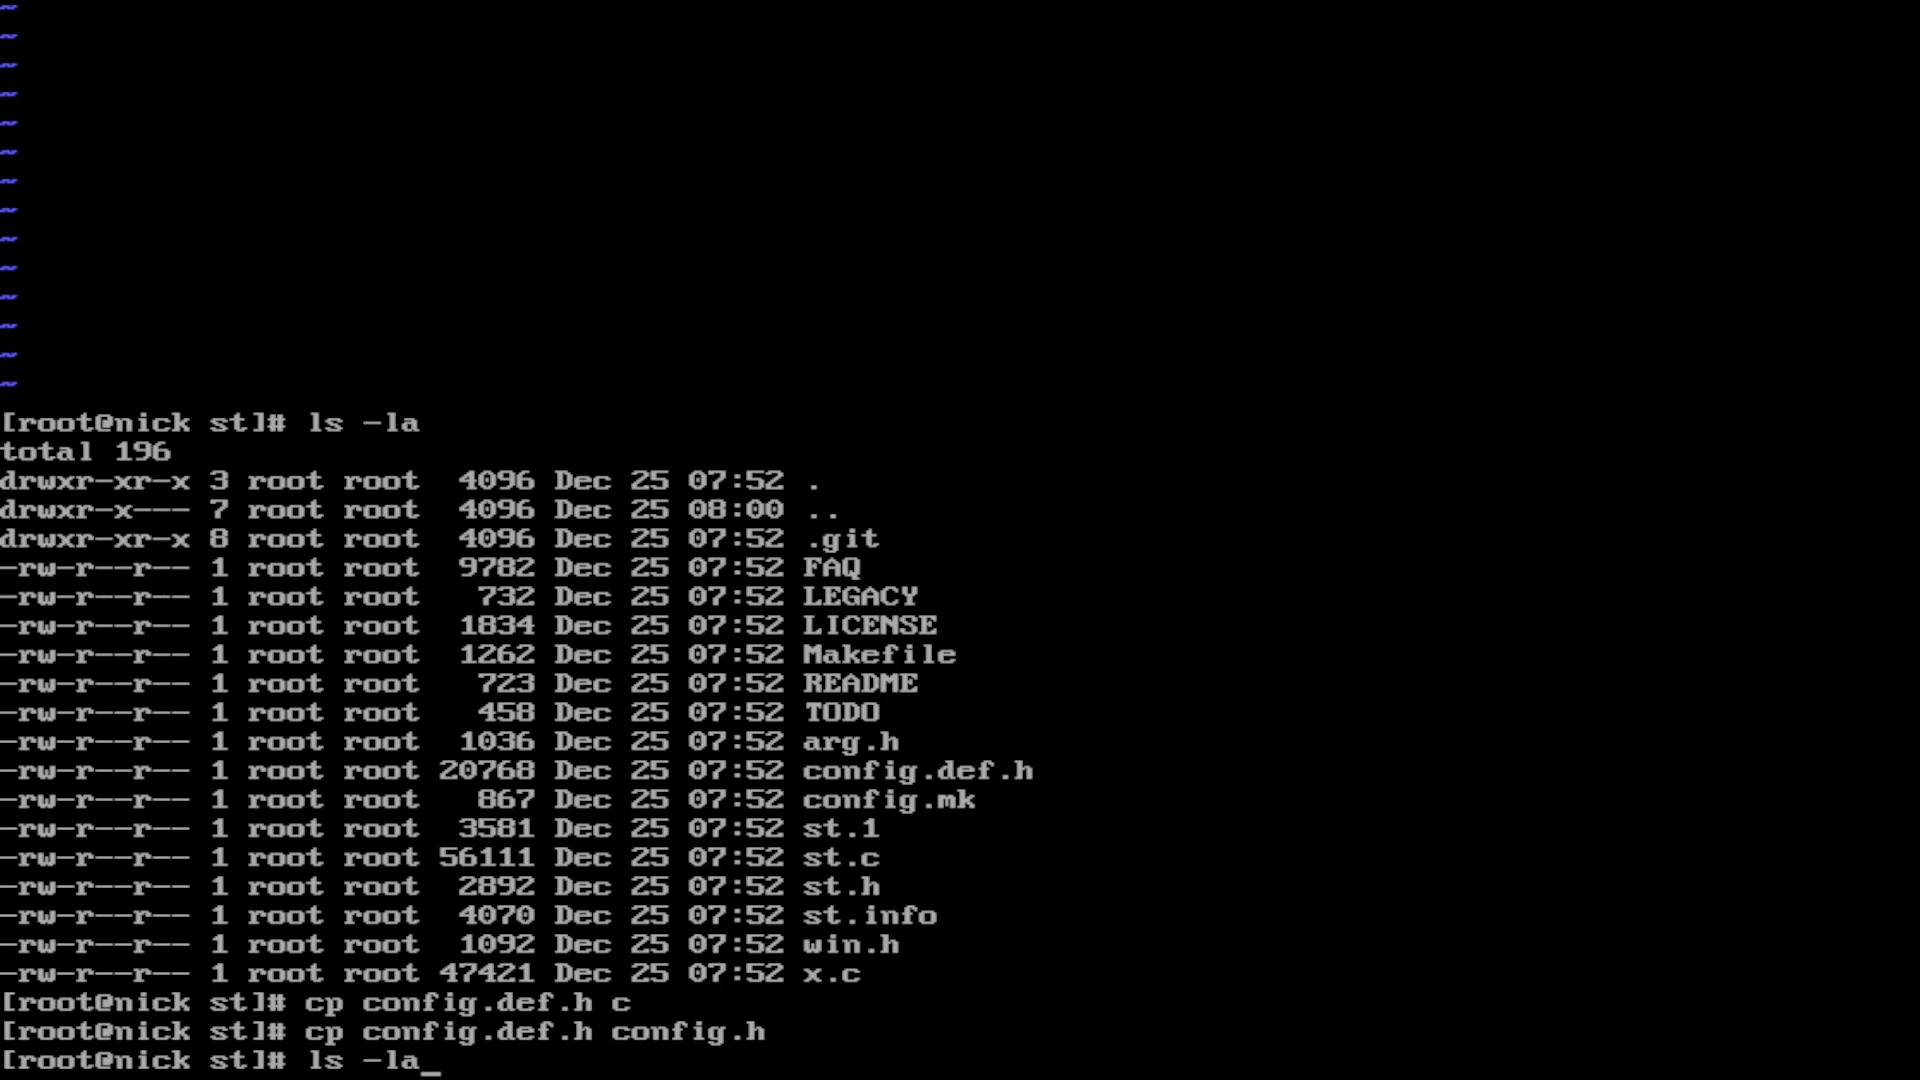 ~
~
~
~
~
~
~
~
~
~
~
~
~
~
[root@nick st]# ls -la
total 196
drwxr-xr-x 3 root root  4096 Dec 25 07:52 .
drwxr-x--- 7 root root  4096 Dec 25 08:00 ..
drwxr-xr-x 8 root root  4096 Dec 25 07:52 .git
-rw-r--r-- 1 root root  9782 Dec 25 07:52 FAQ
-rw-r--r-- 1 root root   732 Dec 25 07:52 LEGACY
-rw-r--r-- 1 root root  1834 Dec 25 07:52 LICENSE
-rw-r--r-- 1 root root  1262 Dec 25 07:52 Makefile
-rw-r--r-- 1 root root   723 Dec 25 07:52 README
-rw-r--r-- 1 root root   458 Dec 25 07:52 TODO
-rw-r--r-- 1 root root  1036 Dec 25 07:52 arg.h
-rw-r--r-- 1 root root 20768 Dec 25 07:52 config.def.h
-rw-r--r-- 1 root root   867 Dec 25 07:52 config.mk
-rw-r--r-- 1 root root  3581 Dec 25 07:52 st.1
-rw-r--r-- 1 root root 56111 Dec 25 07:52 st.c
-rw-r--r-- 1 root root  2892 Dec 25 07:52 st.h
-rw-r--r-- 1 root root  4070 Dec 25 07:52 st.info
-rw-r--r-- 1 root root  1092 Dec 25 07:52 win.h
-rw-r--r-- 1 root root 47421 Dec 25 07:52 x.c
[root@nick st]# cp config.def.h c
[root@nick st]# cp config.def.h config.h
[root@nick st]# ls -la_